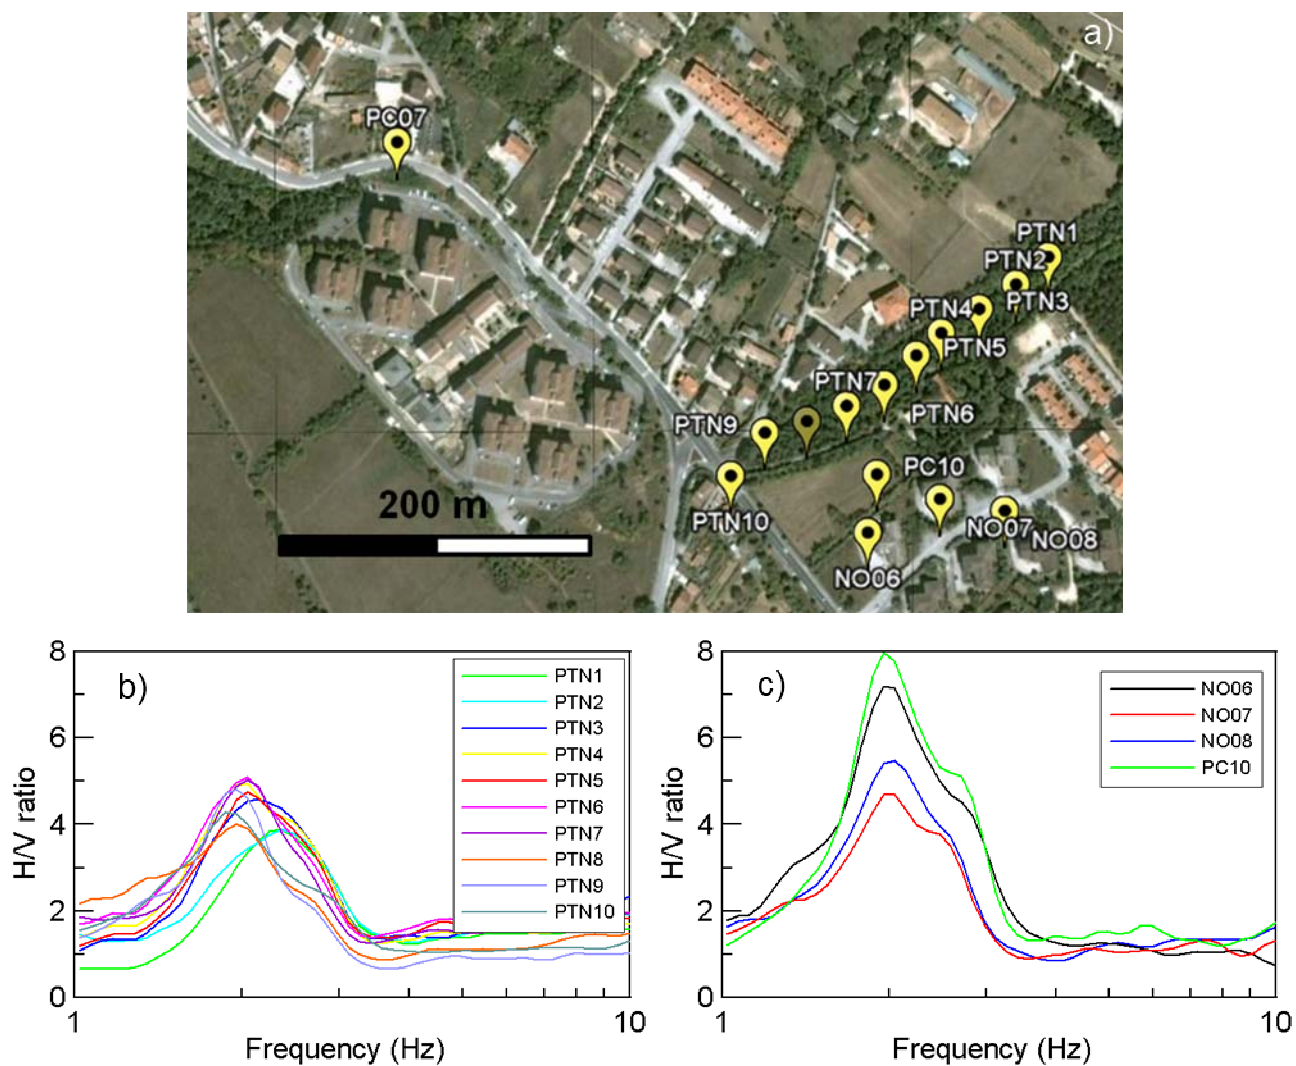 a)
PC07
PTN1
PTN2
PTN3
PTN4
PTN5
PTN7
PTN6
PTN9
PC10
200 m
PTN10
NO07
NO08
NO06
b)
8
6
4
2
0
H/V ratio
PTN1
PTN2
PTN3
PTN4
PTN5
PTN6
PTN7
PTN8
PTN9
PTN10
1
10
Frequency (Hz)
c)
8
6
4
2
0
H/V ratio
NO06
NO07
NO08
PC10
1
10
Frequency (Hz)